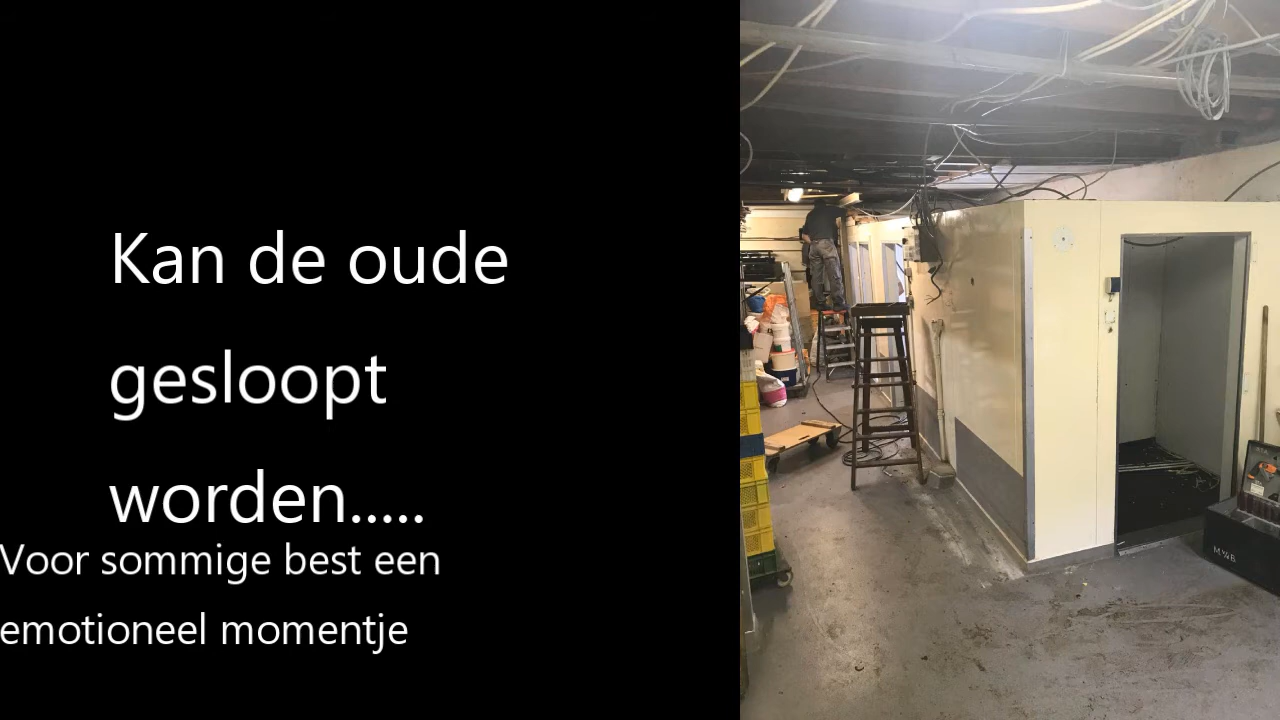 Kan de oude
gesloopt
worden.....
Voor sommige best een
emotioneel momentje